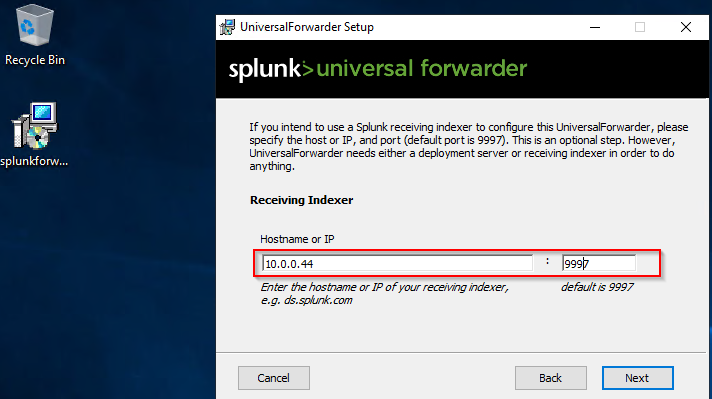 UniversalForwarder Setup
Recycle Bin
splunkforw...
splunk>universal forwarder
If you intend to use a Splunk receiving indexer to configure this UniversalForwarder, please
specify the host or IP, and port (default port is 9997). This is an optional step. However,
UniversalForwarder needs either a deployment server or receiving indexer in order to do
anything.
Receiving Indexer
Hostname or IP
10.0.0.44 : 9997
Enter the hostname or IP of your receiving indexer, default is 9997
e.g. ds.splunk.com
Cancel Back Next